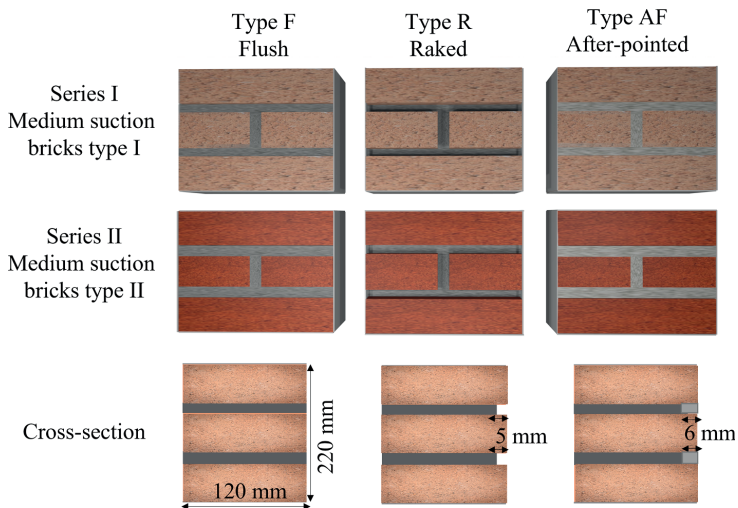 Type F
Flush
Type R
Raked
Type AF
After-pointed
Series I
Medium suction
bricks type I
Series II
Medium suction
bricks type II
Cross-section
120 mm
220 mm
5 mm
6 mm